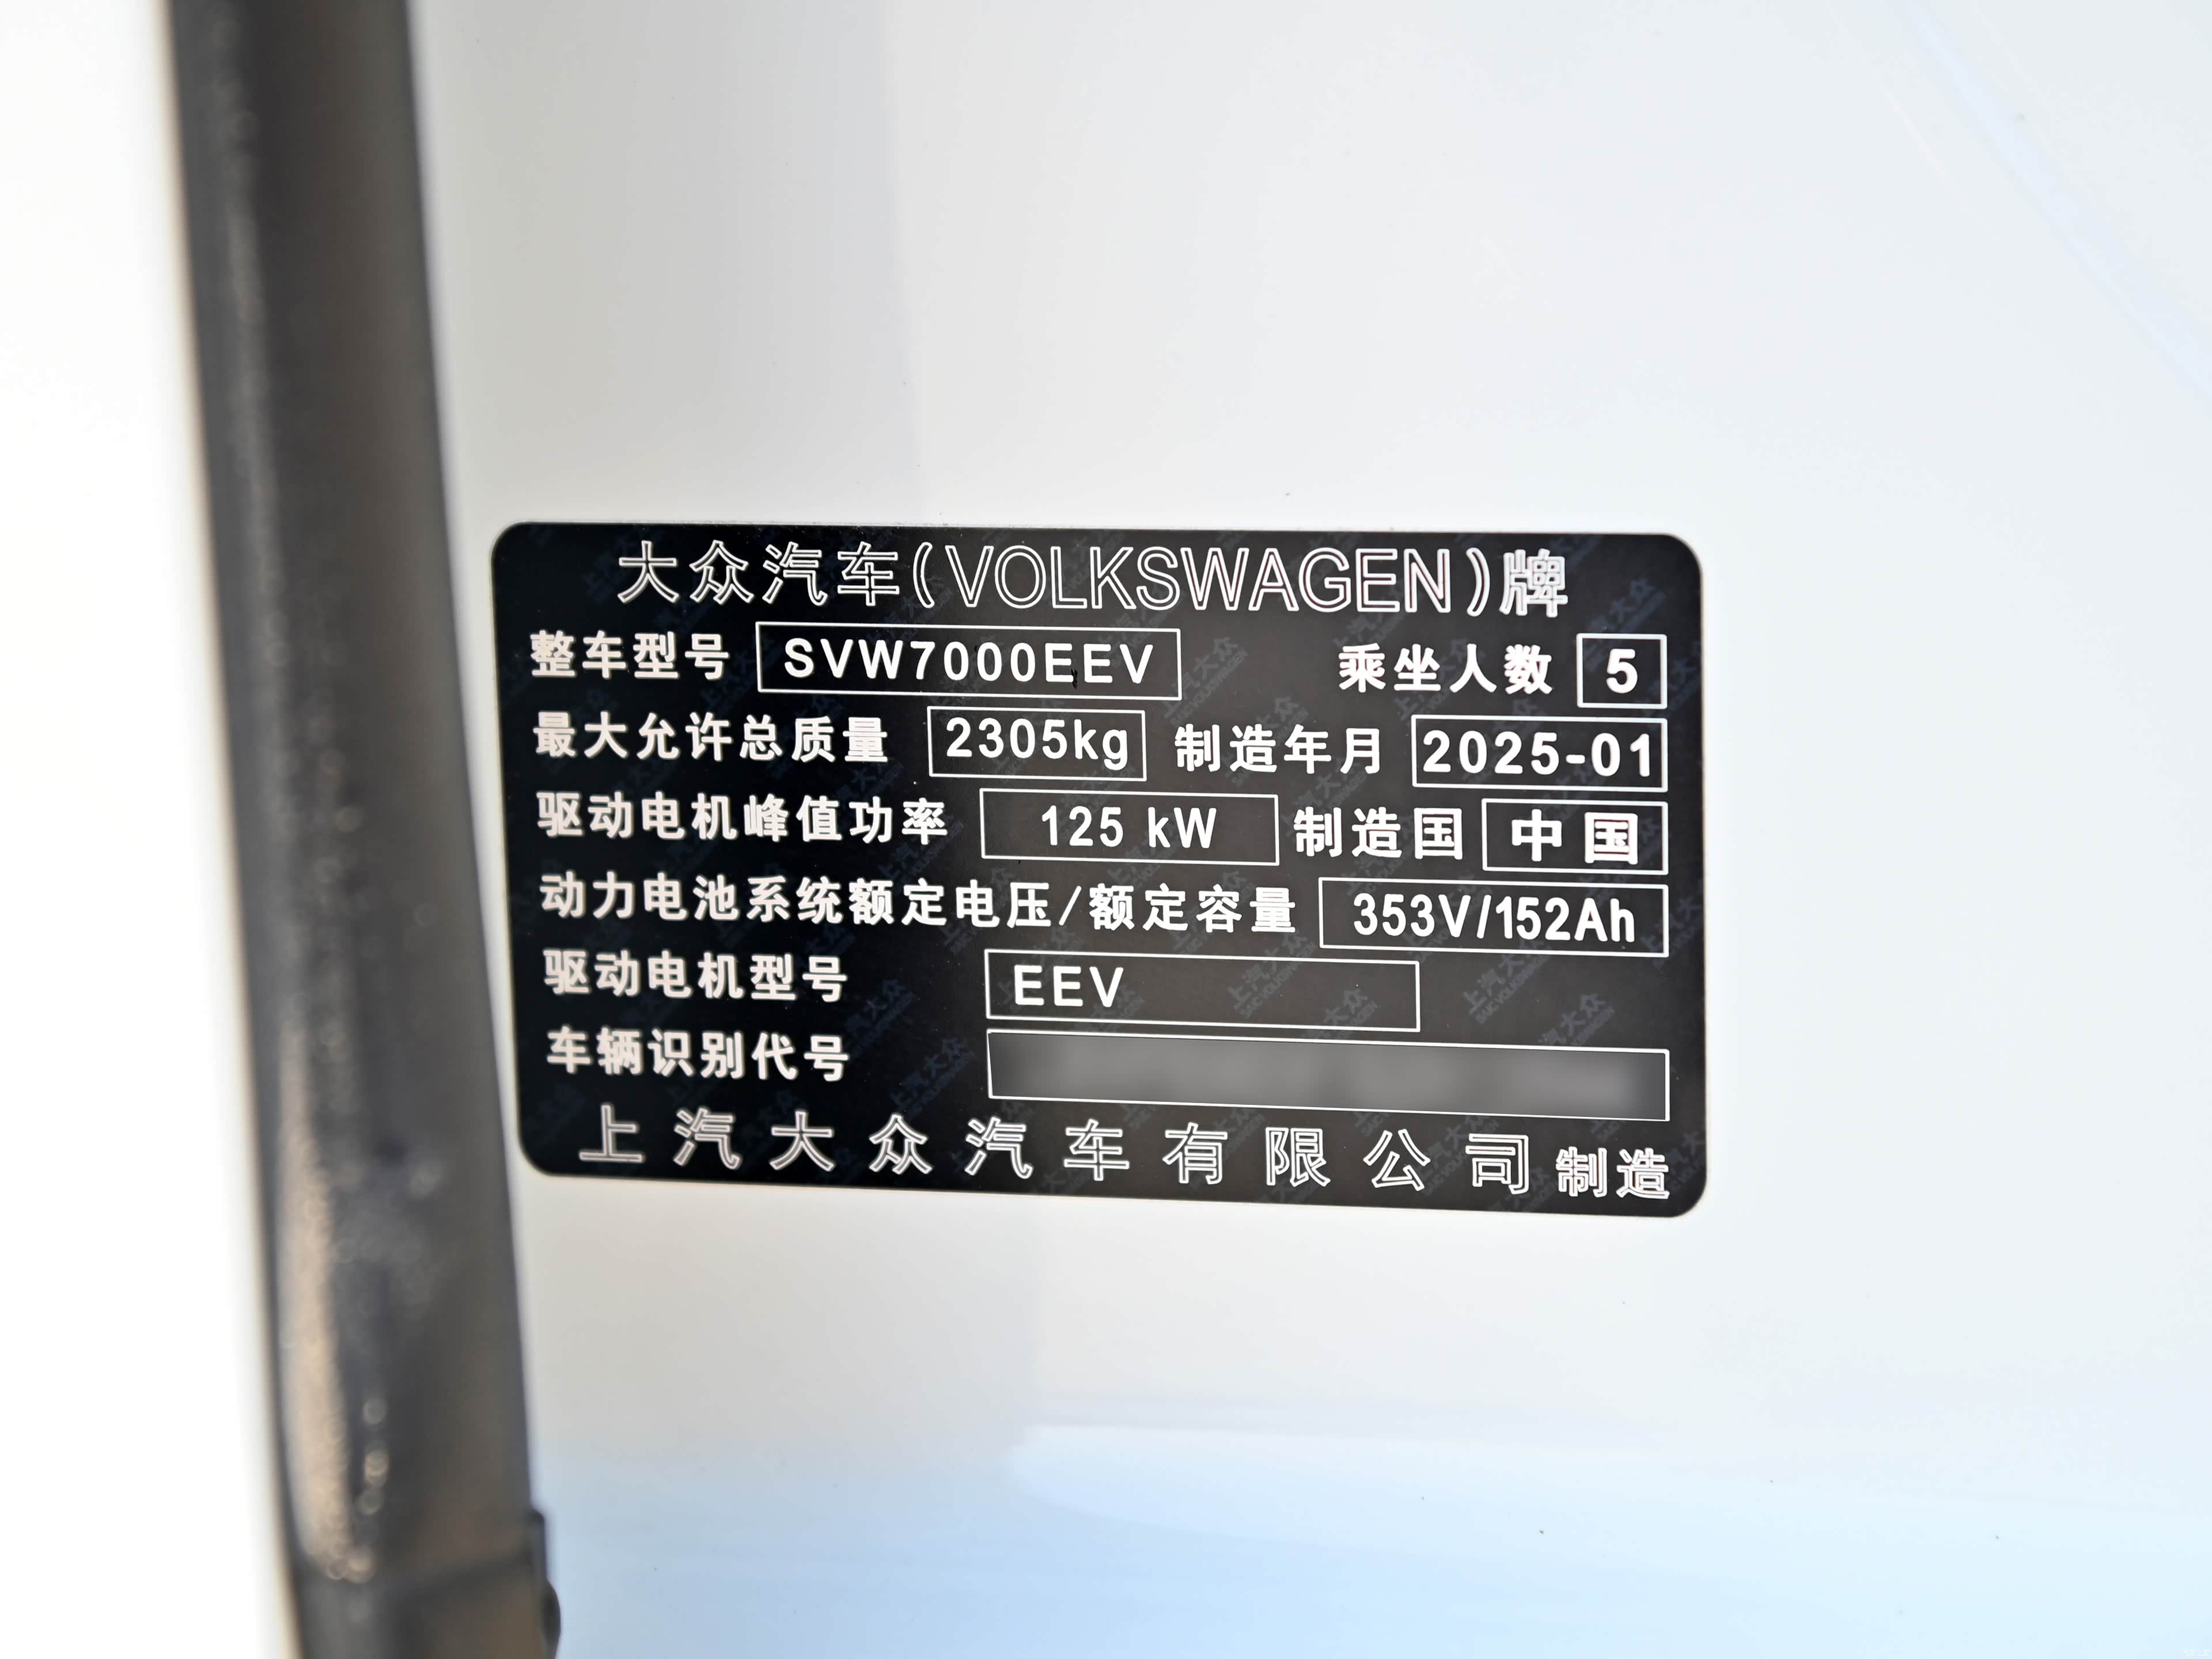 大众汽车(VOLKSWAGEN)牌
整车型号 SVW7000EEV 乘坐人数 5
最大允许总质量 2305kg 制造年月 2025-01
驱动电机峰值功率 125 kW 制造国 中国
动力电池系统额定电压/额定容量 353V/152Ah
驱动电机型号 EEV
车辆识别代号
上汽大众汽车有限公司制造